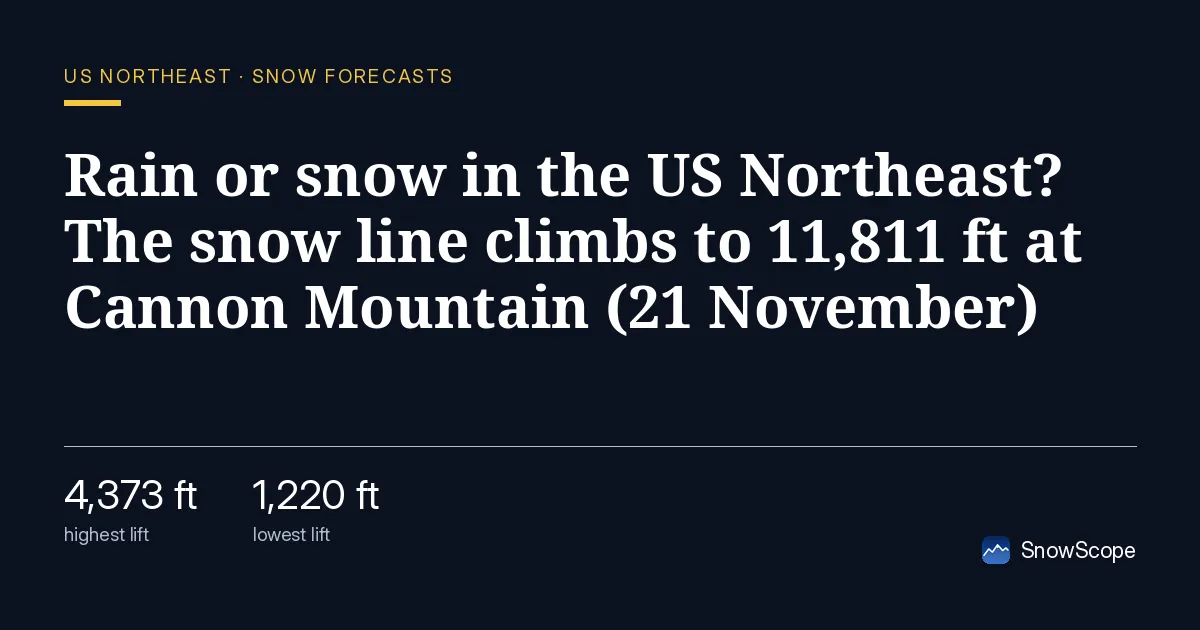 US NORTHEAST · SNOW FORECASTS
Rain or snow in the US Northeast?
The snow line climbs to 11,811 ft at
Cannon Mountain (21 November)
4,373 ft
highest lift
1,220 ft
lowest lift
SnowScope